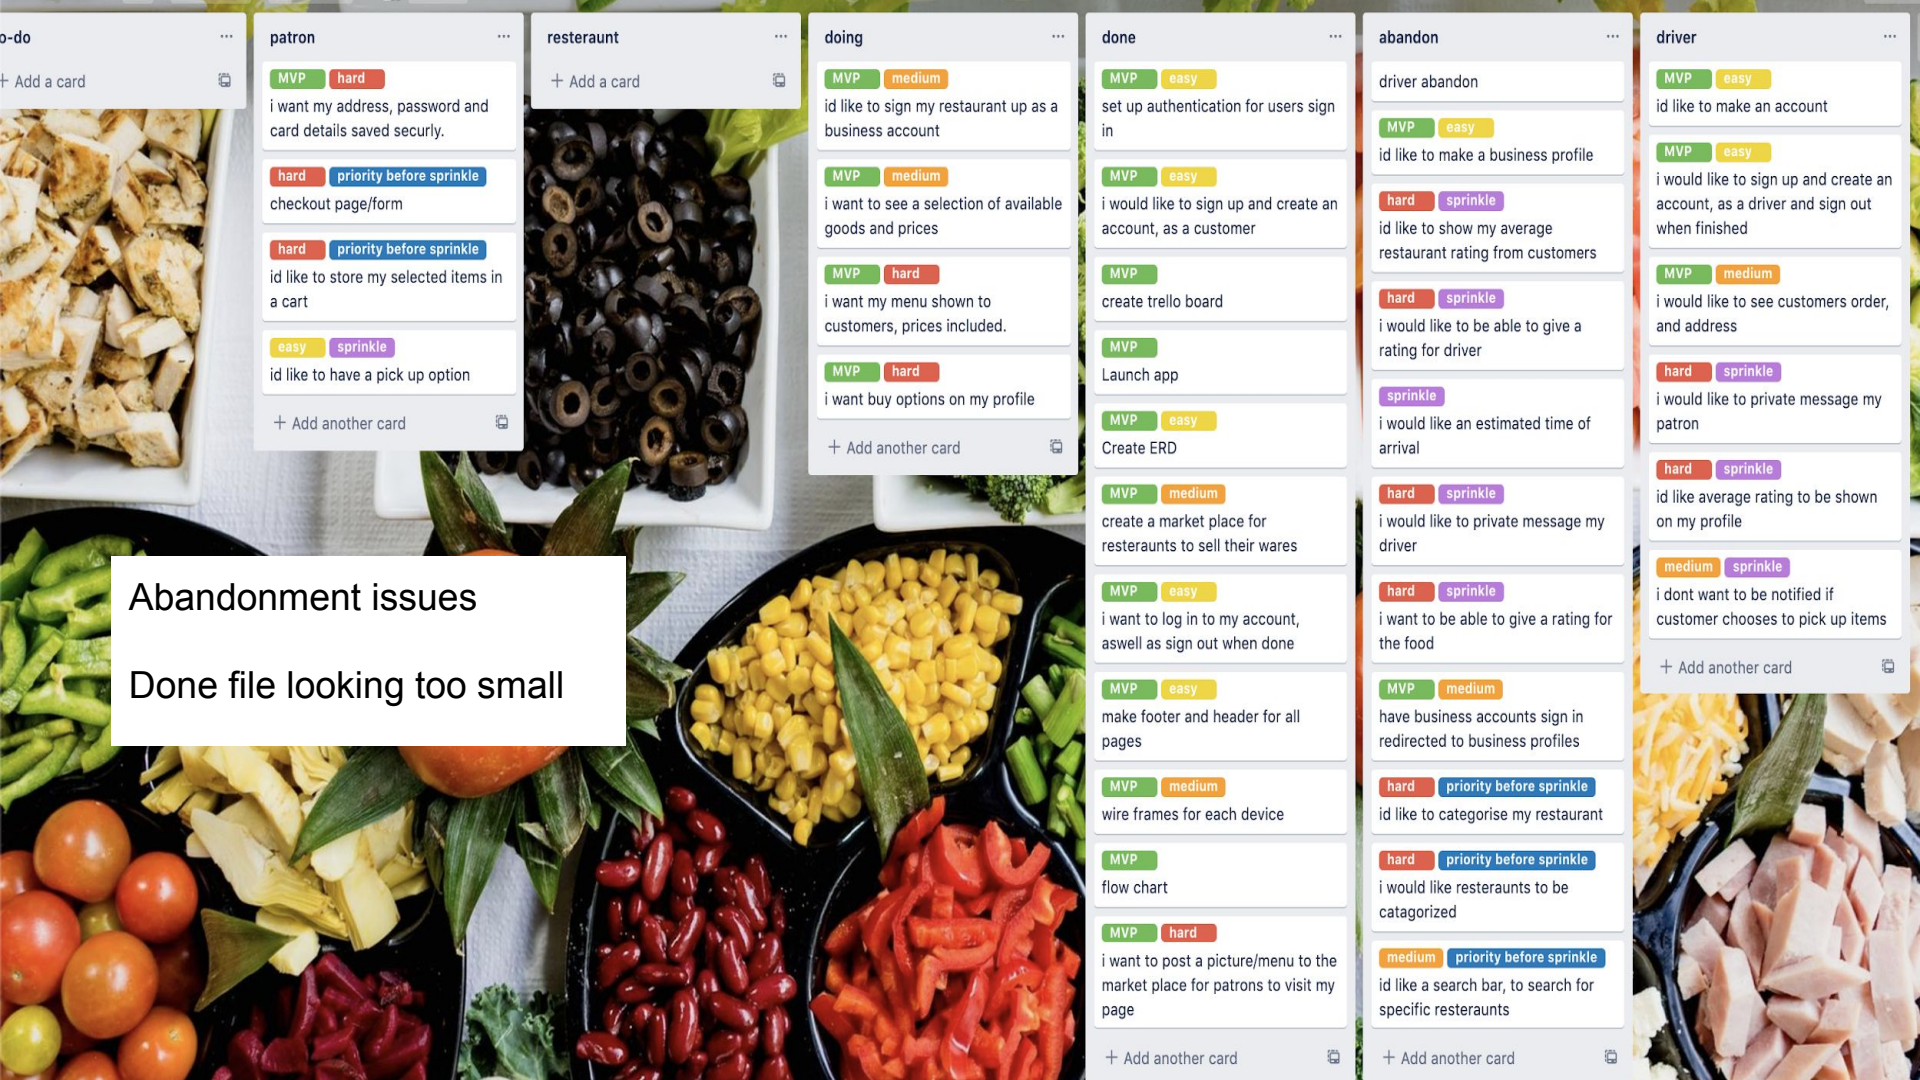 o-do
Add a card
patron
MVP hard
i want my address, password and
card details saved securly.
hard priority before sprinkle
checkout page/form
hard priority before sprinkle
id like to store my selected items in
a cart
easy sprinkle
id like to have a pick up option
Add another card
resteraunt
Add a card
doing
MVP medium
id like to sign my restaurant up as a
business account
MVP medium
i want to see a selection of available
goods and prices
MVP hard
i want my menu shown to
customers, prices included.
MVP hard
i want buy options on my profile
Add another card
done
MVP easy
set up authentication for users sign
in
MVP easy
i would like to sign up and create an
account, as a customer
MVP
create trello board
MVP
Launch app
MVP easy
Create ERD
MVP medium
create a market place for
resteraunts to sell their wares
MVP easy
i want to log in to my account,
aswell as sign out when done
MVP easy
make footer and header for all
pages
MVP medium
wire frames for each device
MVP
flow chart
MVP hard
i want to post a picture/menu to the
market place for patrons to visit my
page
Add another card
abandon
driver abandon
MVP easy
id like to make a business profile
hard sprinkle
id like to show my average
restaurant rating from customers
hard sprinkle
i would like to be able to give a
rating for driver
sprinkle
i would like an estimated time of
arrival
hard sprinkle
i would like to private message my
driver
hard sprinkle
i want to be able to give a rating for
the food
MVP medium
have business accounts sign in
redirected to business profiles
hard priority before sprinkle
id like to categorise my restaurant
hard priority before sprinkle
i would like resteraunts to be
catagorized
medium priority before sprinkle
id like a search bar, to search for
specific resteraunts
Add another card
driver
MVP easy
id like to make an account
MVP easy
i would like to sign up and create an
account, as a driver and sign out
when finished
MVP medium
i would like to see customers order,
and address
hard sprinkle
i would like to private message my
patron
hard sprinkle
id like average rating to be shown
on my profile
medium sprinkle
i dont want to be notified if
customer chooses to pick up items
Add another card
Abandonment issues
Done file looking too small